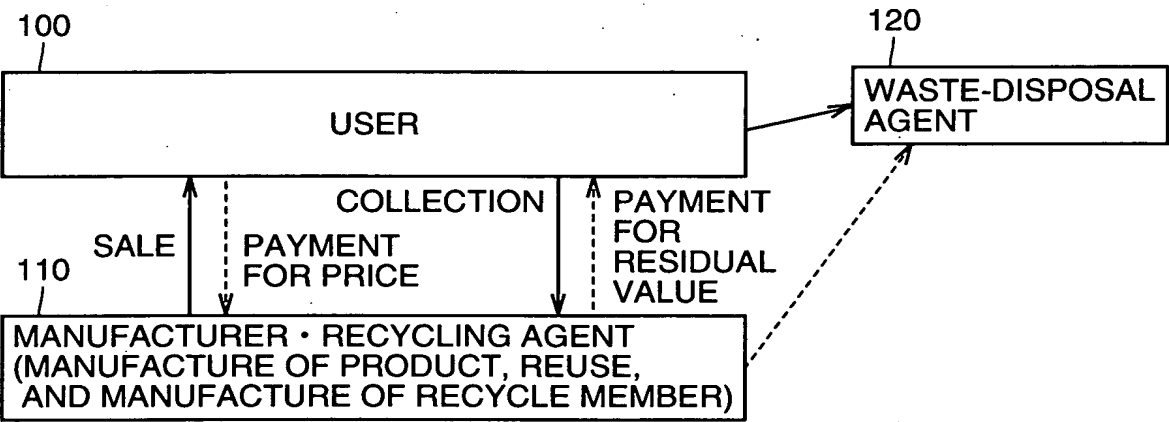 100
120
USER
WASTE-DISPOSAL
AGENT
SALE
PAYMENT
FOR PRICE
COLLECTION
PAYMENT
FOR
RESIDUAL
VALUE
110
MANUFACTURER・RECYCLING AGENT
(MANUFACTURE OF PRODUCT, REUSE,
AND MANUFACTURE OF RECYCLE MEMBER)